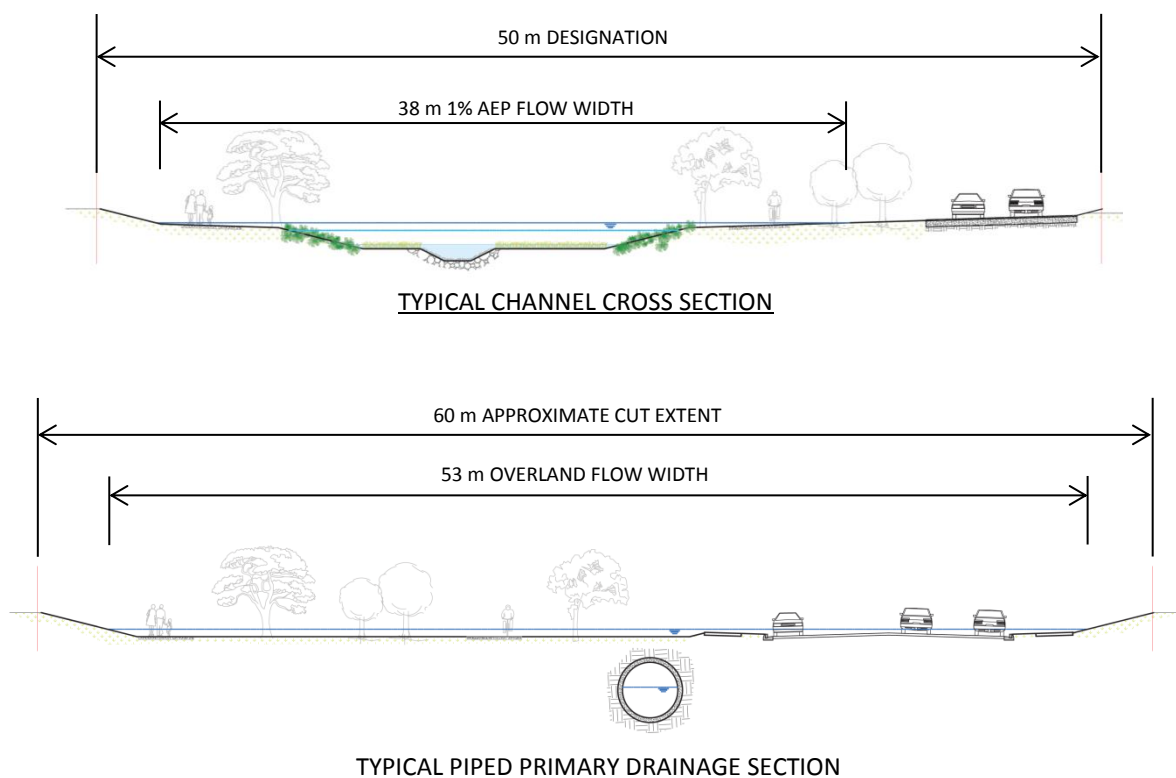 50 m DESIGNATION
38 m 1% AEP FLOW WIDTH
TYPICAL CHANNEL CROSS SECTION
60 m APPROXIMATE CUT EXTENT
53 m OVERLAND FLOW WIDTH
TYPICAL PIPED PRIMARY DRAINAGE SECTION